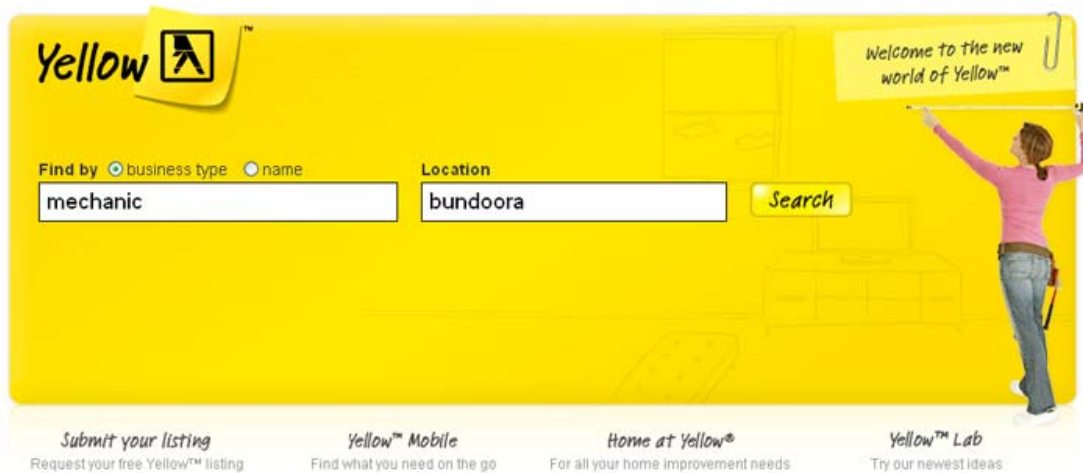 Yellow™
Welcome to the new
world of Yellow™
Find by business type name
Location
mechanic
bundoora
Search
Submit your listing
Request your free Yellow™ listing
Yellow™ Mobile
Find what you need on the go
Home at Yellow®
For all your home improvement needs
Yellow™ Lab
Try our newest ideas